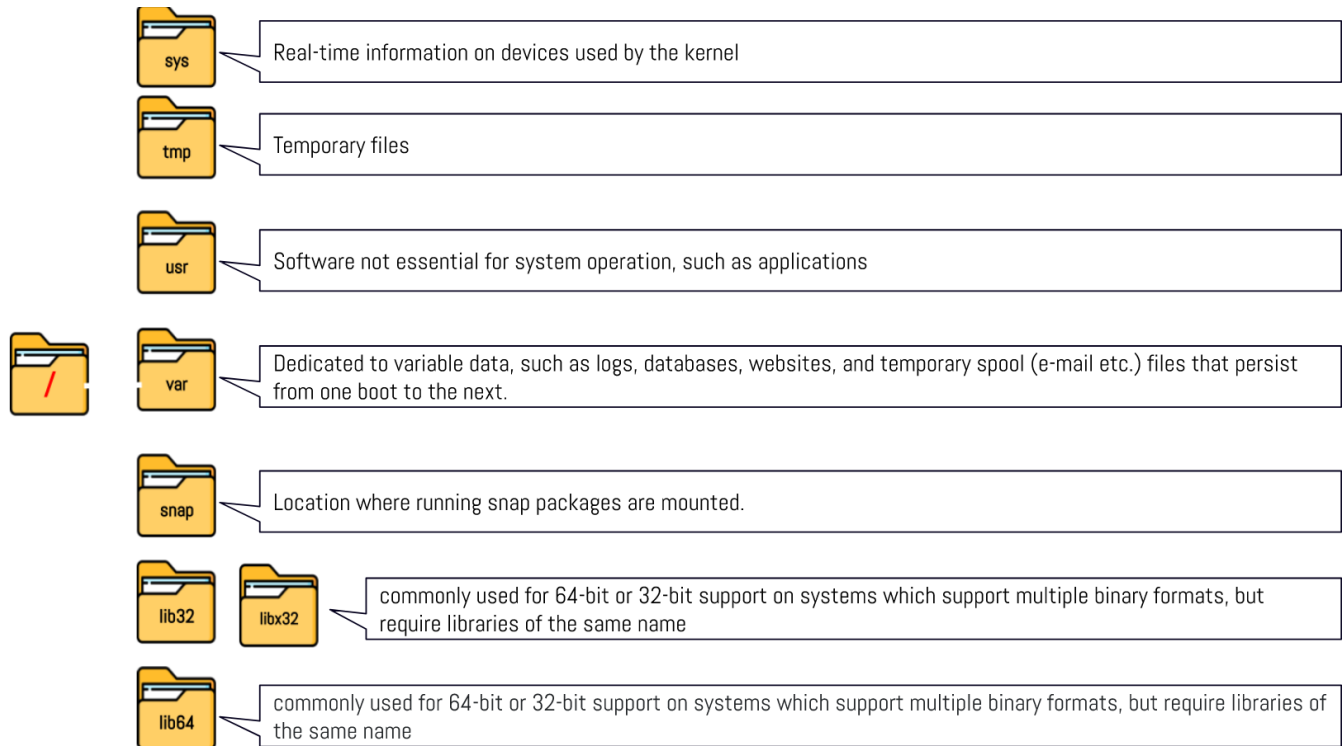 sys
Real-time information on devices used by the kernel
tmp
Temporary files
usr
Software not essential for system operation, such as applications
/
var
Dedicated to variable data, such as logs, databases, websites, and temporary spool (e-mail etc.) files that persist
from one boot to the next.
snap
Location where running snap packages are mounted.
lib32
libx32
commonly used for 64-bit or 32-bit support on systems which support multiple binary formats, but
require libraries of the same name
lib64
commonly used for 64-bit or 32-bit support on systems which support multiple binary formats, but require libraries of
the same name